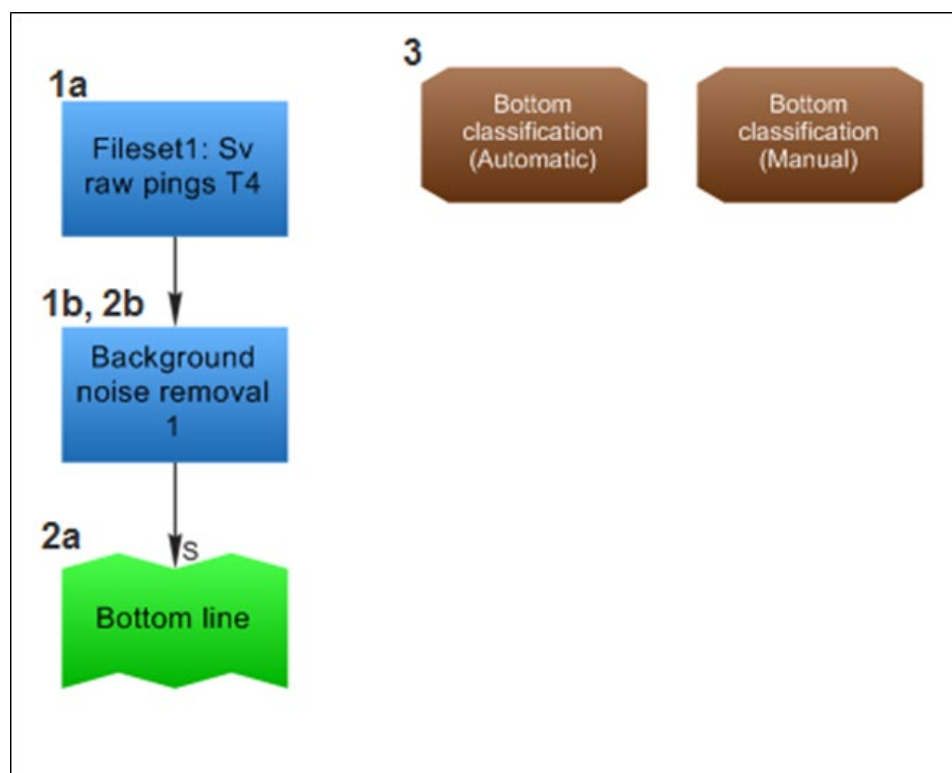 1a
Fileset1: Sv
raw pings T4
1b, 2b
Background
noise removal
1
S
2a
Bottom line
3
Bottom
classification
(Automatic)
Bottom
classification
(Manual)